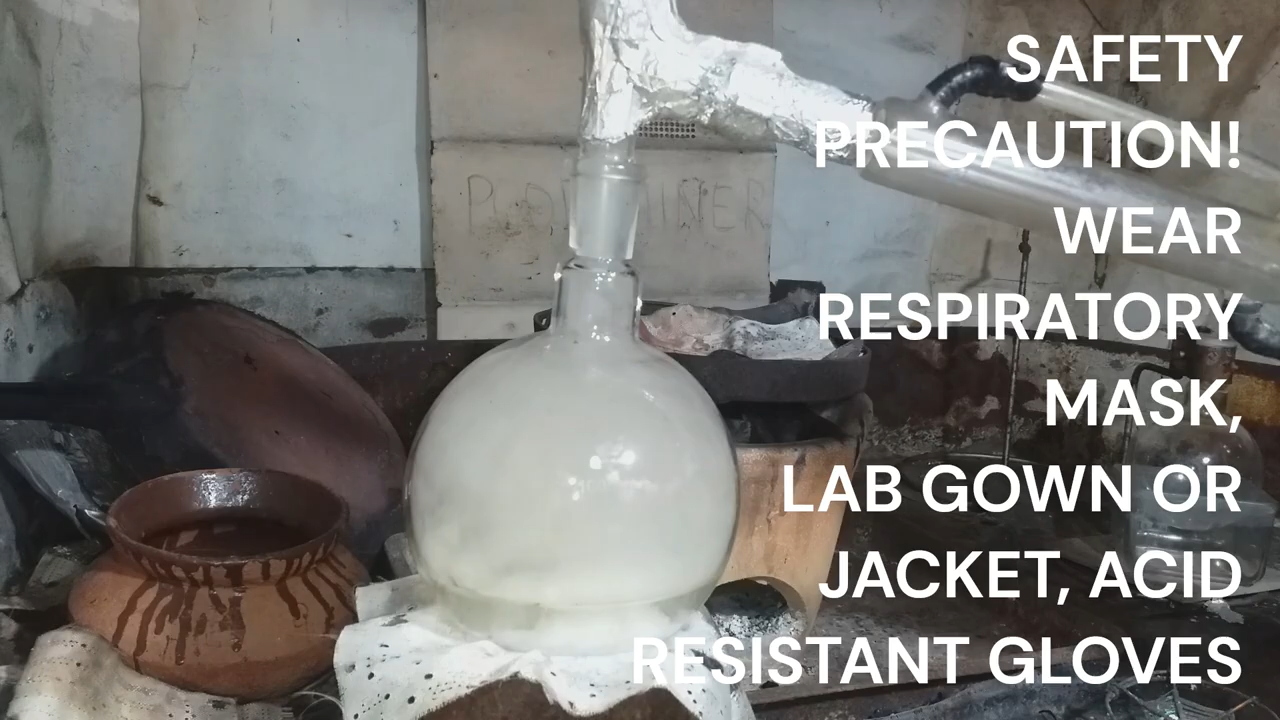 SAFETY
PRECAUTION!
WEAR
RESPIRATORY
MASK,
LAB GOWN OR
JACKET, ACID
RESISTANT GLOVES